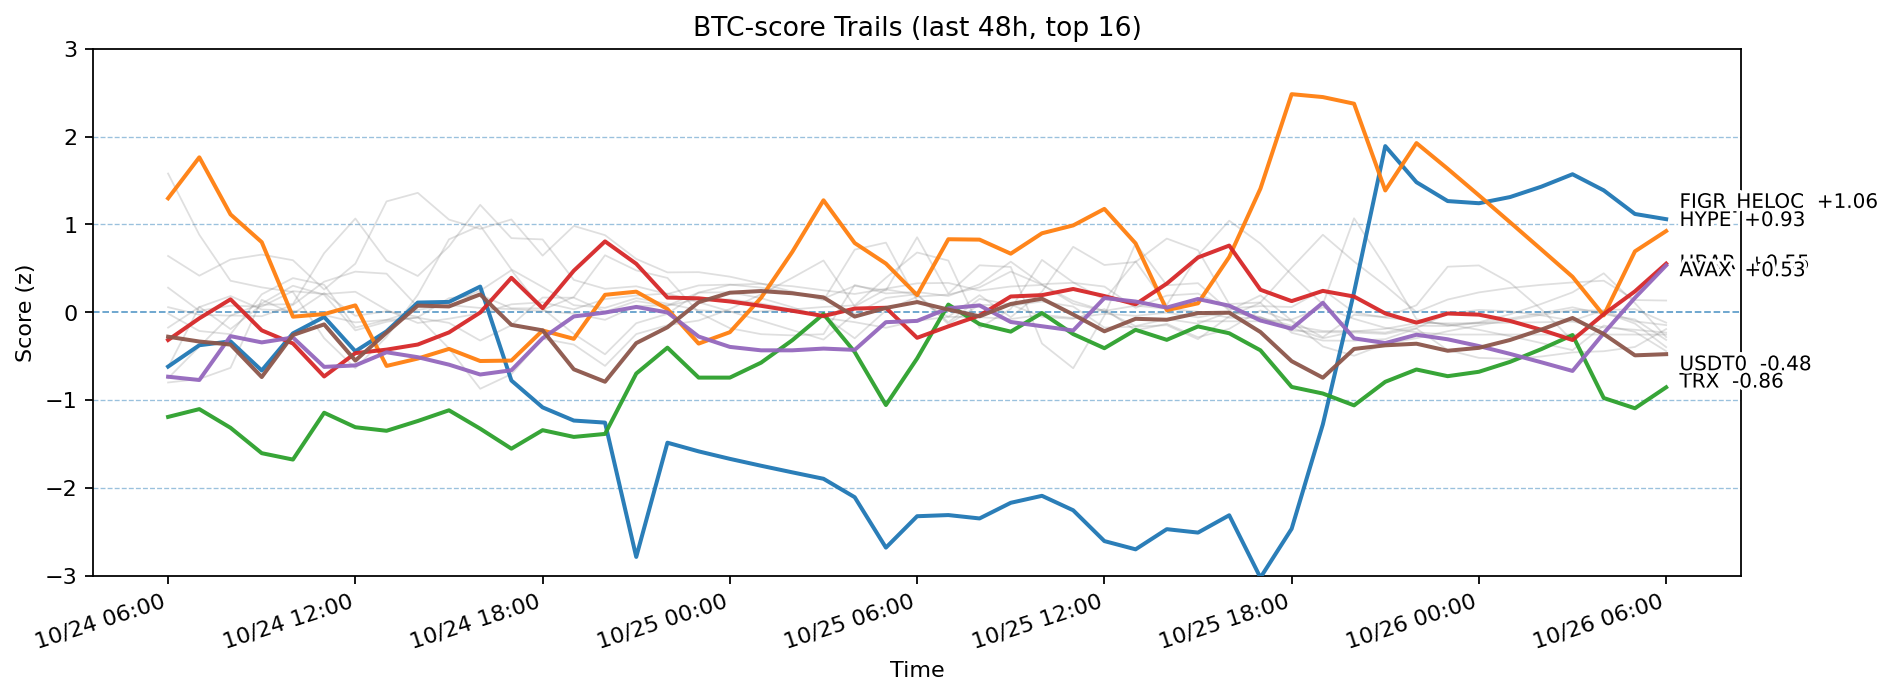 BTC-score Trails (last 48h, top 16)
Score (z)
3
2
1
0
−1
−2
−3
FIGR_HELOC +1.06
HYPE +0.93
AVAX +0.53
USDT0 -0.48
TRX -0.86
10/24 06:00
10/24 12:00
10/24 18:00
10/25 00:00
10/25 06:00
10/25 12:00
10/25 18:00
10/26 00:00
10/26 06:00
Time